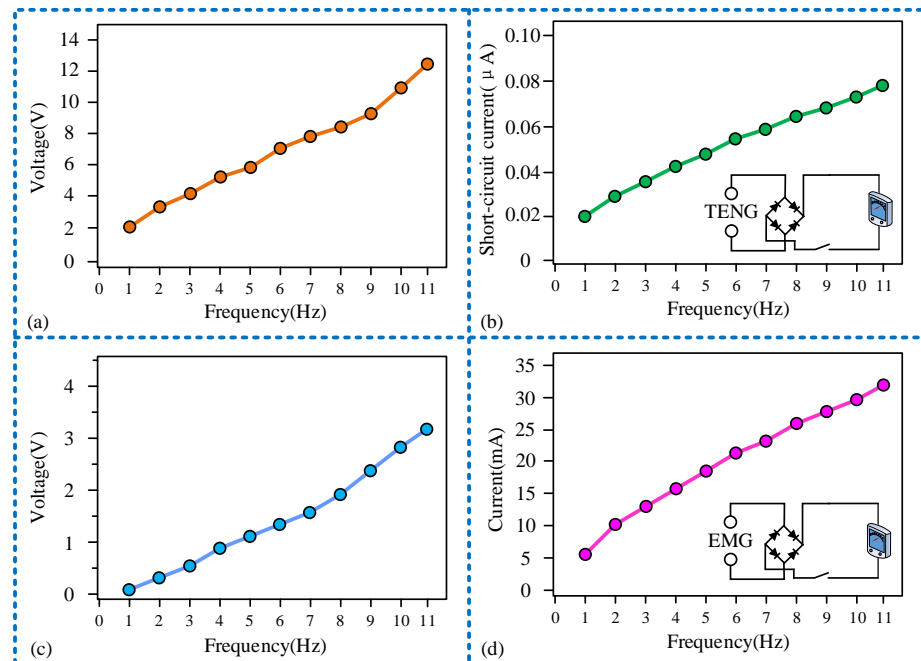 14
12
10
8
6
4
2
0
Voltage(V)
0 1 2 3 4 5 6 7 8 9 10 11
Frequency(Hz)
(a)
0.10
0.08
0.06
0.04
0.02
0
Short-circuit current( μ A)
TENG
0 1 2 3 4 5 6 7 8 9 10 11
Frequency(Hz)
(b)
4
3
2
1
0
Voltage(V)
0 1 2 3 4 5 6 7 8 9 10 11
Frequency(Hz)
(c)
35
30
25
20
15
10
5
0
Current(mA)
EMG
0 1 2 3 4 5 6 7 8 9 10 11
Frequency(Hz)
(d)